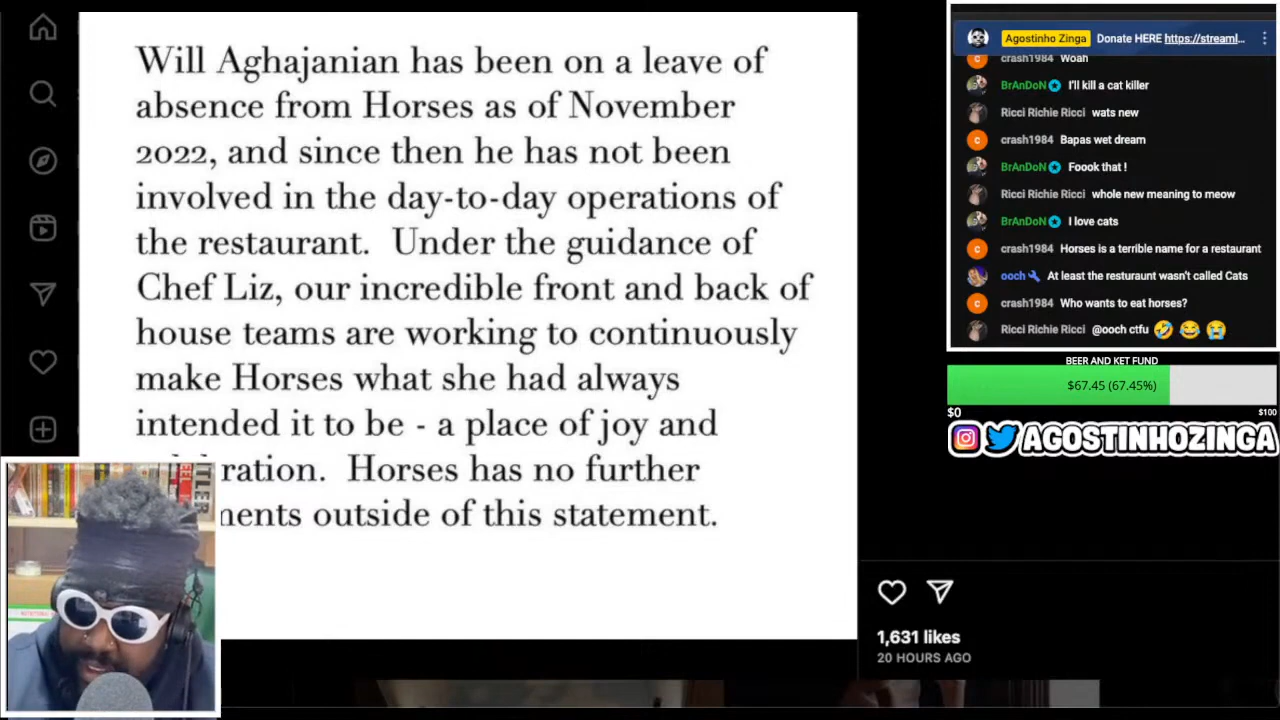 Will Aghajanian has been on a leave of
absence from Horses as of November
2022, and since then he has not been
involved in the day-to-day operations of
the restaurant. Under the guidance of
Chef Liz, our incredible front and back of
house teams are working to continuously
make Horses what she had always
intended it to be - a place of joy and
ration. Horses has no further
ments outside of this statement.
1,631 likes
20 HOURS AGO
Agostinho Zinga Donate HERE https://streaml...
crash1984 Woah
BrAnDoN I'll kill a cat killer
Ricci Richie Ricci wats new
c crash1984 Bapas wet dream
BrAnDoN Foook that !
Ricci Richie Ricci whole new meaning to meow
BrAnDoN I love cats
c crash1984 Horses is a terrible name for a restaurant
ooch At least the resturaunt wasn't called Cats
c crash1984 Who wants to eat horses?
Ricci Richie Ricci @ooch ctfu 🤣 😂 😭
BEER AND KET FUND
$67.45 (67.45%)
$0 $100
AGOSTINHOZINGA